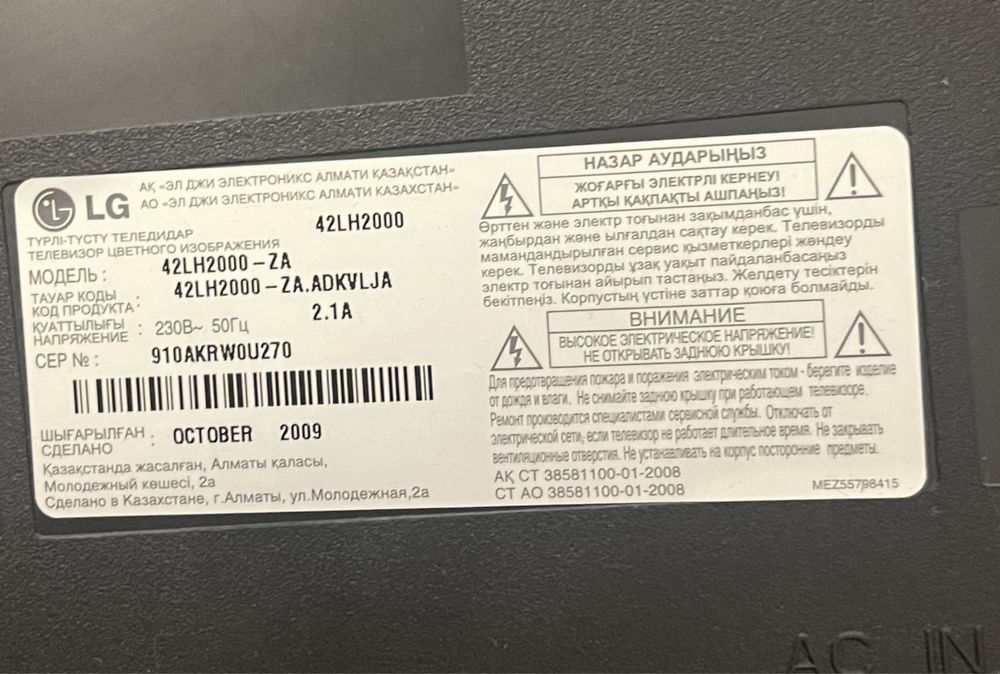 LG
АҚ «ЭЛ ДЖИ ЭЛЕКТРОНИКС АЛМАТИ ҚАЗАҚСТАН»
АО «ЭЛ ДЖИ ЭЛЕКТРОНИКС АЛМАТИ КАЗАХСТАН»
ТҮРЛІ-ТҮСТҮ ТЕЛЕДИДАР
ТЕЛЕВИЗОР ЦВЕТНОГО ИЗОБРАЖЕНИЯ
42LH2000
МОДЕЛЬ : 42LH2000-ZA
ТАУАР КОДЫ
КОД ПРОДУКТА : 42LH2000-ZA.ADKVLJA
ҚУАТТЫЛЫҒЫ
НАПРЯЖЕНИЕ : 230В~ 50Гц 2.1A
СЕР № : 910AKRW0U270
ШЫҒАРЫЛҒАН :
СДЕЛАНО
OCTOBER 2009
Қазақстанда жасалған, Алматы қаласы,
Молодежный көшесі, 2а
Сделано в Казахстане, г.Алматы, ул.Молодежная,2а
НАЗАР АУДАРЫҢЫЗ
ЖОҒАРҒЫ ЭЛЕКТРЛІ КЕРНЕУ!
АРТҚЫ ҚАҚПАҚТЫ АШПАҢЫЗ!
Өрттен және электр тоғынан зақымданбас үшін,
жаңбырдан және ылғалдан сақтау керек. Телевизорды
мамандандырылған сервис қызметкерлері жөндеу
керек. Телевизорды ұзақ уақыт пайдаланбасаңыз
электр тоғынан айырып тастаңыз. Желдету тесіктерін
бекітпеңіз. Корпустың үстіне заттар қоюға болмайды.
ВНИМАНИЕ
ВЫСОКОЕ ЭЛЕКТРИЧЕСКОЕ НАПРЯЖЕНИЕ!
НЕ ОТКРЫВАТЬ ЗАДНЮЮ КРЫШКУ!
Для предотвращения пожара и поражения электрическим током - берегите изделие
от дождя и влаги. Не снимайте заднюю крышку при работающем телевизоре.
Ремонт производится специалистами сервисной службы. Отключать от
электрической сети, если телевизор не работает длительное время. Не закрывать
вентиляционные отверстия. Не устанавливать на корпус посторонние предметы.
АҚ СТ 38581100-01-2008
СТ АО 38581100-01-2008
MEZ55798415
AC IN